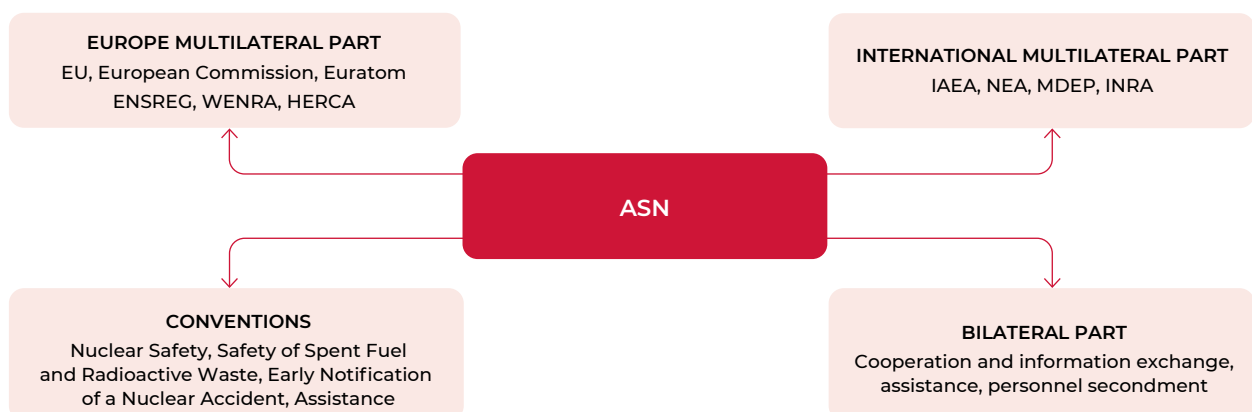 EUROPE MULTILATERAL PART
EU, European Commission, Euratom
ENSREG, WENRA, HERCA
INTERNATIONAL MULTILATERAL PART
IAEA, NEA, MDEP, INRA
ASN
CONVENTIONS
Nuclear Safety, Safety of Spent Fuel
and Radioactive Waste, Early Notification
of a Nuclear Accident, Assistance
BILATERAL PART
Cooperation and information exchange,
assistance, personnel secondment